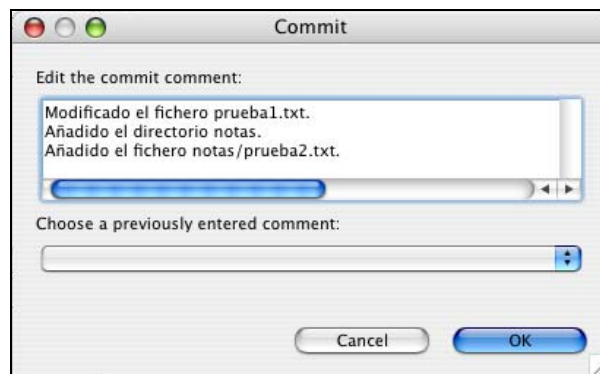 Commit
Edit the commit comment:
Modificado el fichero prueba1.txt.
Añadido el directorio notas.
Añadido el fichero notas/prueba2.txt.
Choose a previously entered comment:
Cancel
OK